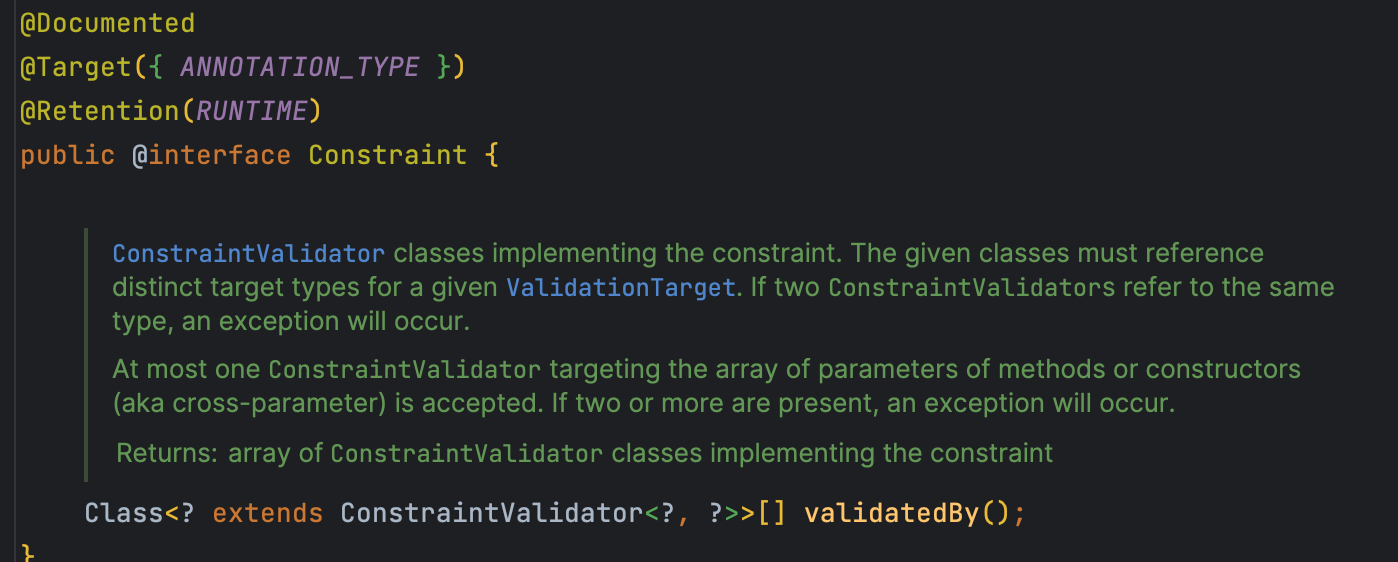 @Documented
@Target({ ANNOTATION_TYPE })
@Retention(RUNTIME)
public @interface Constraint {
ConstraintValidator classes implementing the constraint. The given classes must reference
distinct target types for a given ValidationTarget. If two ConstraintValidators refer to the same
type, an exception will occur.
At most one ConstraintValidator targeting the array of parameters of methods or constructors
(aka cross-parameter) is accepted. If two or more are present, an exception will occur.
Returns: array of ConstraintValidator classes implementing the constraint
Class<? extends ConstraintValidator<?, ?>>[] validatedBy();
}